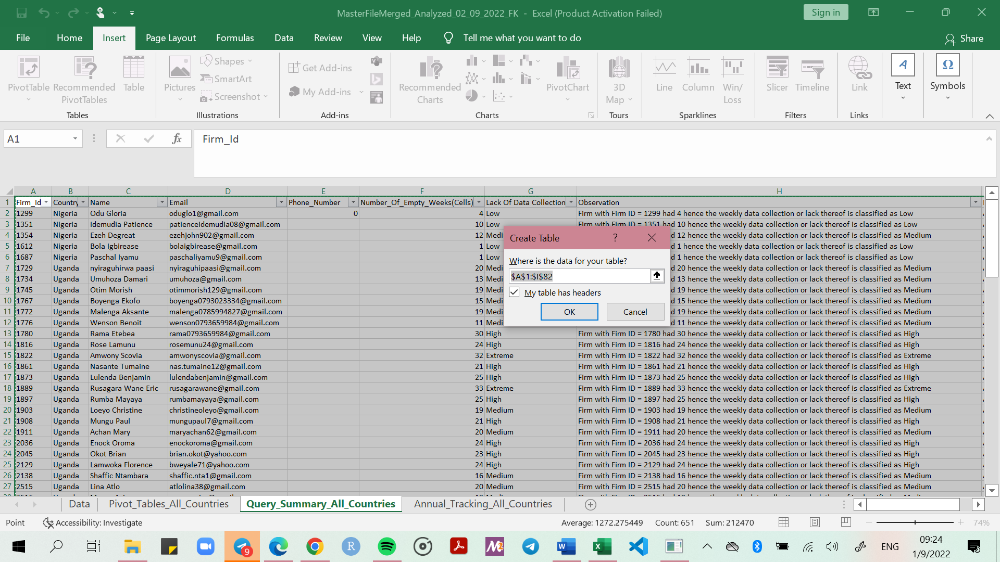 MasterFileMerged_Analyzed_02_09_2022_FK - Excel (Product Activation Failed)
Sign in
File Home Insert Page Layout Formulas Data Review View Help Tell me what you want to do Share
PivotTable Recommended PivotTables Table
Tables
Pictures Shapes SmartArt Screenshot
Illustrations
Get Add-ins My Add-ins
Add-ins
Recommended Charts PivotChart
Charts
3D Map
Tours
Line Column Win/Loss
Sparklines
Slicer Timeline
Filters
Link
Links
Text
Symbols
A1 fx Firm_Id
A B C D E F G H
1 Firm_Id Country Name Email Phone_Number Number_Of_Empty_Weeks(Cells) Lack Of Data Collection Observation
2 1299 Nigeria Odu Gloria oduglo1@gmail.com 0 4 Low Firm with Firm ID = 1299 had 4 hence the weekly data collection or lack thereof is classified as Low
3 1351 Nigeria Idemudia Patience patienceidemudia08@gmail.com 10 Low Firm with Firm ID = 1351 had 10 hence the weekly data collection or lack thereof is classified as Low
4 1354 Nigeria Ezeh Degreat ezehjohn902@gmail.com 12 Medi d 12 hence the weekly data collection or lack thereof is classified as Medium
5 1612 Nigeria Bola Igbirease bolaigbirease@gmail.com 1 Low d 1 hence the weekly data collection or lack thereof is classified as Low
6 1687 Nigeria Paschal Iyamu paschaliyamu9@gmail.com 1 Low d 1 hence the weekly data collection or lack thereof is classified as Low
7 1729 Uganda nyiraguhirwa paasi nyiraguhipaasi@gmail.com 20 Medi d 20 hence the weekly data collection or lack thereof is classified as Medium
8 1734 Uganda Umuhoza Damari umuhoza@gmail.com 13 Medi d 13 hence the weekly data collection or lack thereof is classified as Medium
9 1745 Uganda Otim Morish otimmorish129@gmail.com 19 Medi d 19 hence the weekly data collection or lack thereof is classified as Medium
10 1767 Uganda Boyenga Ekofo boyenga0793023334@gmail.com 15 Medi d 15 hence the weekly data collection or lack thereof is classified as Medium
11 1772 Uganda Malenga Aksante malenga0785994827@gmail.com 19 Medi d 19 hence the weekly data collection or lack thereof is classified as Medium
12 1776 Uganda Wenson Benoit wenson0793659984@gmail.com 11 Medi d 11 hence the weekly data collection or lack thereof is classified as Medium
13 1780 Uganda Rama Etebea rama0793659984@gmail.com 30 High Firm with Firm ID = 1780 had 30 hence the weekly data collection or lack thereof is classified as High
14 1816 Uganda Rose Lamunu rosemunu24@gmail.com 24 High Firm with Firm ID = 1816 had 24 hence the weekly data collection or lack thereof is classified as High
15 1822 Uganda Amwony Scovia amwonyscovia@gmail.com 32 Extreme Firm with Firm ID = 1822 had 32 hence the weekly data collection or lack thereof is classified as Extreme
16 1861 Uganda Nasante Tumaine nas.tumaine12@gmail.com 21 High Firm with Firm ID = 1861 had 21 hence the weekly data collection or lack thereof is classified as High
17 1873 Uganda Lulenda Benjamin lulendabenjamin@gmail.com 25 High Firm with Firm ID = 1873 had 25 hence the weekly data collection or lack thereof is classified as High
18 1889 Uganda Rusagara Wane Eric rusagarawane@gmail.com 33 Extreme Firm with Firm ID = 1889 had 33 hence the weekly data collection or lack thereof is classified as Extreme
19 1897 Uganda Rumba Mayaya rumbamayaya@gmail.com 25 High Firm with Firm ID = 1897 had 25 hence the weekly data collection or lack thereof is classified as High
20 1903 Uganda Loeyo Christine christineoleyo@gmail.com 19 Medium Firm with Firm ID = 1903 had 19 hence the weekly data collection or lack thereof is classified as Medium
21 1908 Uganda Mungu Paul mungupaul7@gmail.com 21 High Firm with Firm ID = 1908 had 21 hence the weekly data collection or lack thereof is classified as High
22 1911 Uganda Achan Mary maryachan62@gmail.com 20 Medium Firm with Firm ID = 1911 had 20 hence the weekly data collection or lack thereof is classified as Medium
23 2036 Uganda Enock Oroma enockoroma@gmail.com 24 High Firm with Firm ID = 2036 had 24 hence the weekly data collection or lack thereof is classified as High
24 2045 Uganda Okot Brian brian.okot@yahoo.com 23 High Firm with Firm ID = 2045 had 23 hence the weekly data collection or lack thereof is classified as High
25 2129 Uganda Lamwoka Florence bweyale71@yahoo.com 24 High Firm with Firm ID = 2129 had 24 hence the weekly data collection or lack thereof is classified as High
26 2138 Uganda Shaffic Ntambara shaffic.nta1@gmail.com 16 Medium Firm with Firm ID = 2138 had 16 hence the weekly data collection or lack thereof is classified as Medium
27 2515 Uganda Lina Atlo atlolina38@gmail.com 20 Medium Firm with Firm ID = 2515 had 20 hence the weekly data collection or lack thereof is classified as Medium
Create Table ?
Where is the data for your table?
$A$1:$I$82
My table has headers
OK Cancel
Data Pivot_Tables_All_Countries Query_Summary_All_Countries Annual_Tracking_All_Countries
Point Accessibility: Investigate Average: 1272.275449 Count: 651 Sum: 212470 74%
9
ENG
09:24
1/9/2022